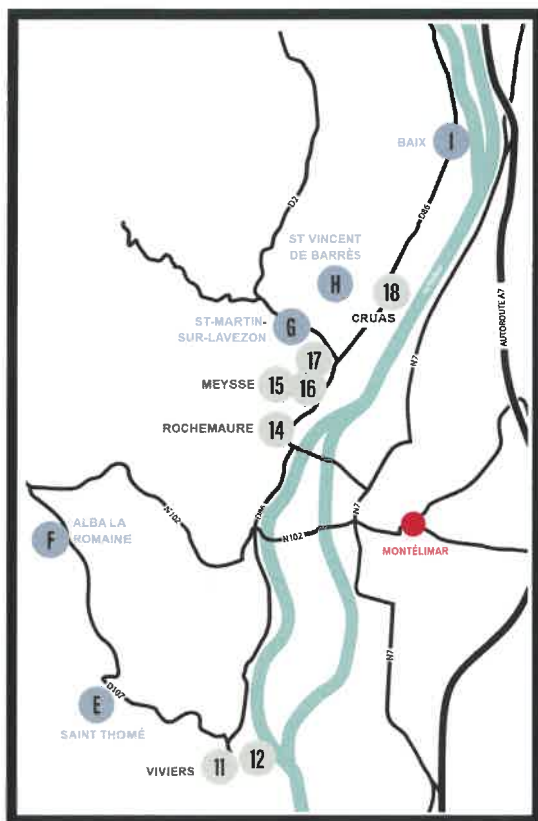 BAIX
I
D2
D86
ST VINCENT
DE BARRÈS
H
18
CRUAS
AUTOROUTE A7
ST-MARTIN-
SUR-LAVEZON
G
N7
17
MEYSSE
15
16
ROCHEMAURE
14
N102
D86
N7
N102
MONTÉLIMAR
F
ALBA LA
ROMAINE
N7
D107
E
SAINT THOMÉ
VIVIERS
11
12